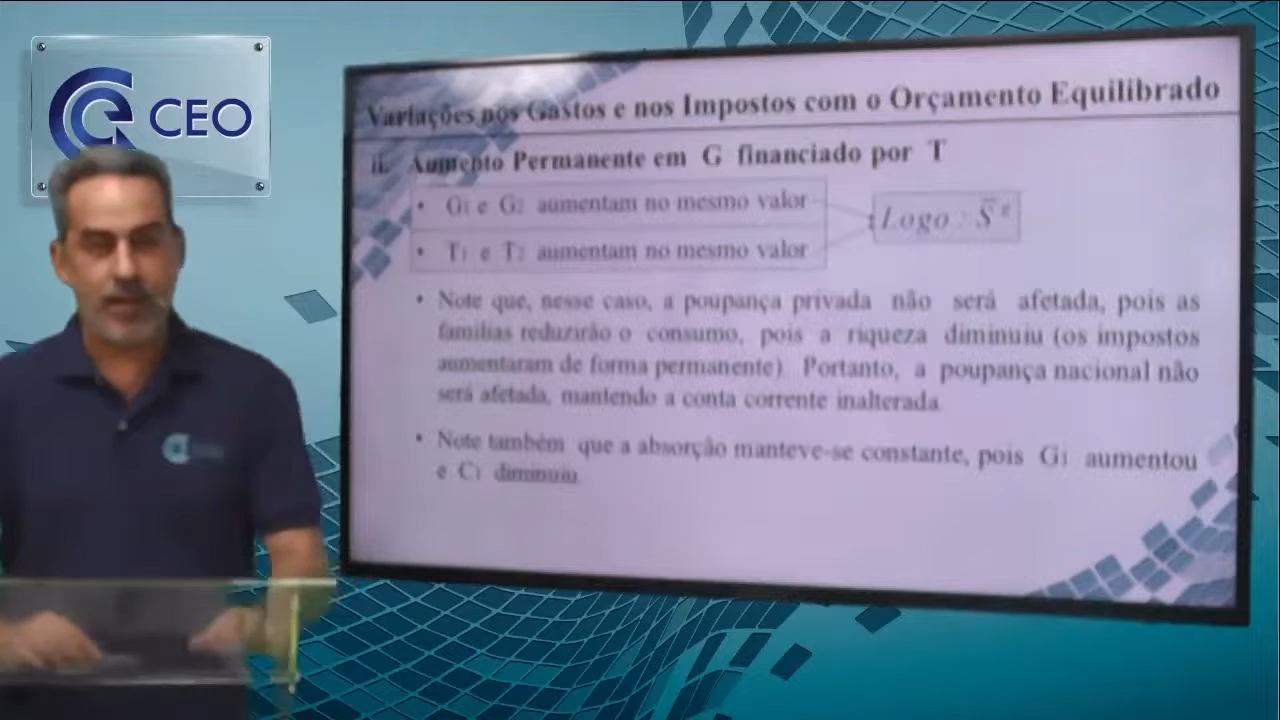 CEO
Variações nos Gastos e nos Impostos com o Orçamento Equilibrado
ii. Aumento Permanente em G financiado por T
• G1 e G2 aumentam no mesmo valor
• T1 e T2 aumentam no mesmo valor
Logo : S̅ᵍ
• Note que, nesse caso, a poupança privada não será afetada, pois as
famílias reduzirão o consumo, pois a riqueza diminuiu (os impostos
aumentaram de forma permanente). Portanto, a poupança nacional não
será afetada, mantendo a conta corrente inalterada.
• Note também que a absorção manteve-se constante, pois G1 aumentou
e C1 diminuiu.